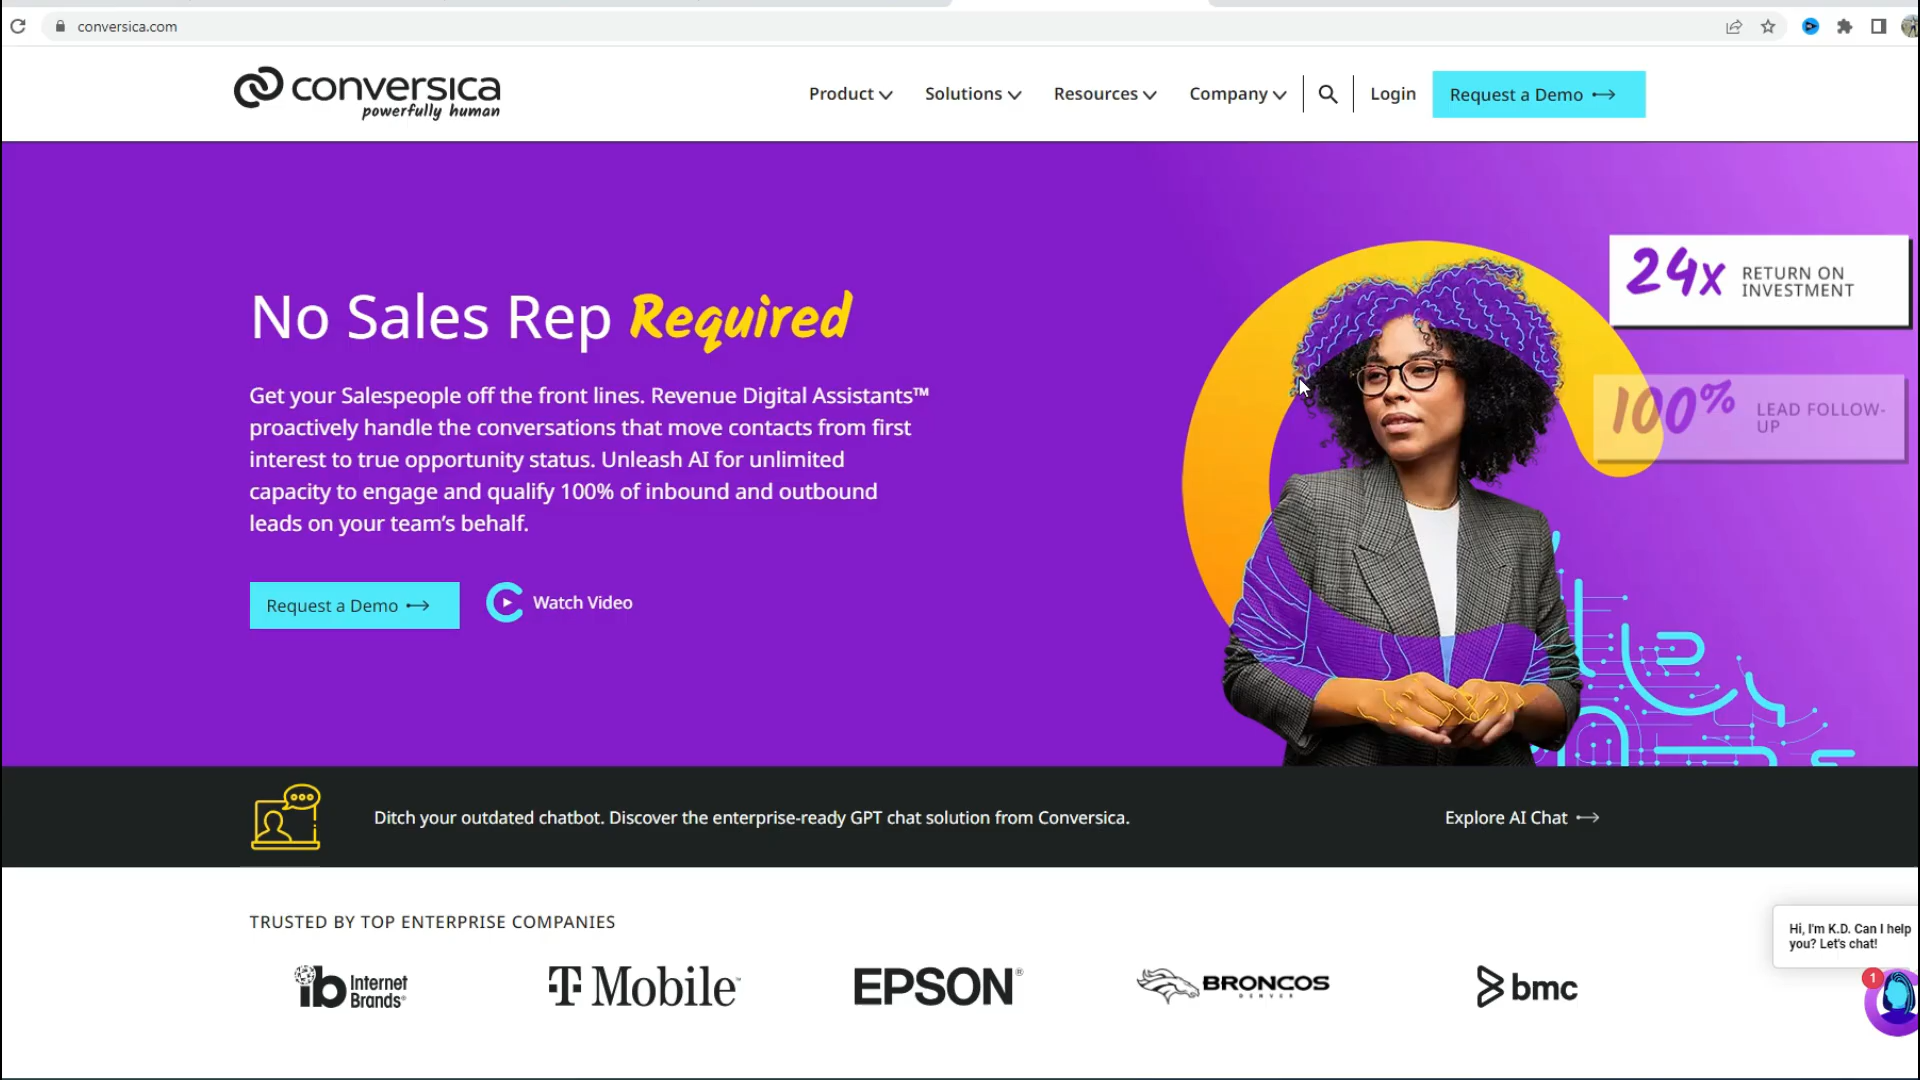 conversica.com
conversica
powerfully human
Product
Solutions
Resources
Company
Login
Request a Demo
No Sales Rep Required
Get your Salespeople off the front lines. Revenue Digital Assistants™
proactively handle the conversations that move contacts from first
interest to true opportunity status. Unleash AI for unlimited
capacity to engage and qualify 100% of inbound and outbound
leads on your team's behalf.
Request a Demo
Watch Video
24x RETURN ON
INVESTMENT
100% LEAD FOLLOW-
UP
Ditch your outdated chatbot. Discover the enterprise-ready GPT chat solution from Conversica.
Explore AI Chat
TRUSTED BY TOP ENTERPRISE COMPANIES
ib Internet
Brands®
T Mobile™
EPSON®
BRONCOS
DENVER
bmc
Hi, I'm K.D. Can I help
you? Let's chat!
1